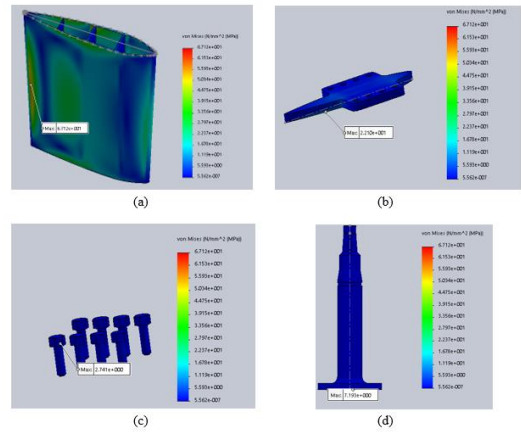 von Mises (N/mm^2 (MPa))
6.712e+001
6.153e+001
5.593e+001
5.034e+001
4.475e+001
3.915e+001
3.356e+001
2.797e+001
2.237e+001
1.678e+001
1.119e+001
5.593e+000
5.562e-007
Max: 6.712e+001
(a)
von Mises (N/mm^2 (MPa))
6.712e+001
6.153e+001
5.593e+001
5.034e+001
4.475e+001
3.915e+001
3.356e+001
2.797e+001
2.237e+001
1.678e+001
1.119e+001
5.593e+000
5.562e-007
Max: 2.210e+001
(b)
von Mises (N/mm^2 (MPa))
6.712e+001
6.153e+001
5.593e+001
5.034e+001
4.475e+001
3.915e+001
3.356e+001
2.797e+001
2.237e+001
1.678e+001
1.119e+001
5.593e+000
5.562e-007
Max: 2.741e+000
(c)
von Mises (N/mm^2 (MPa))
6.712e+001
6.153e+001
5.593e+001
5.034e+001
4.475e+001
3.915e+001
3.356e+001
2.797e+001
2.237e+001
1.678e+001
1.119e+001
5.593e+000
5.562e-007
Max: 7.193e+000
(d)